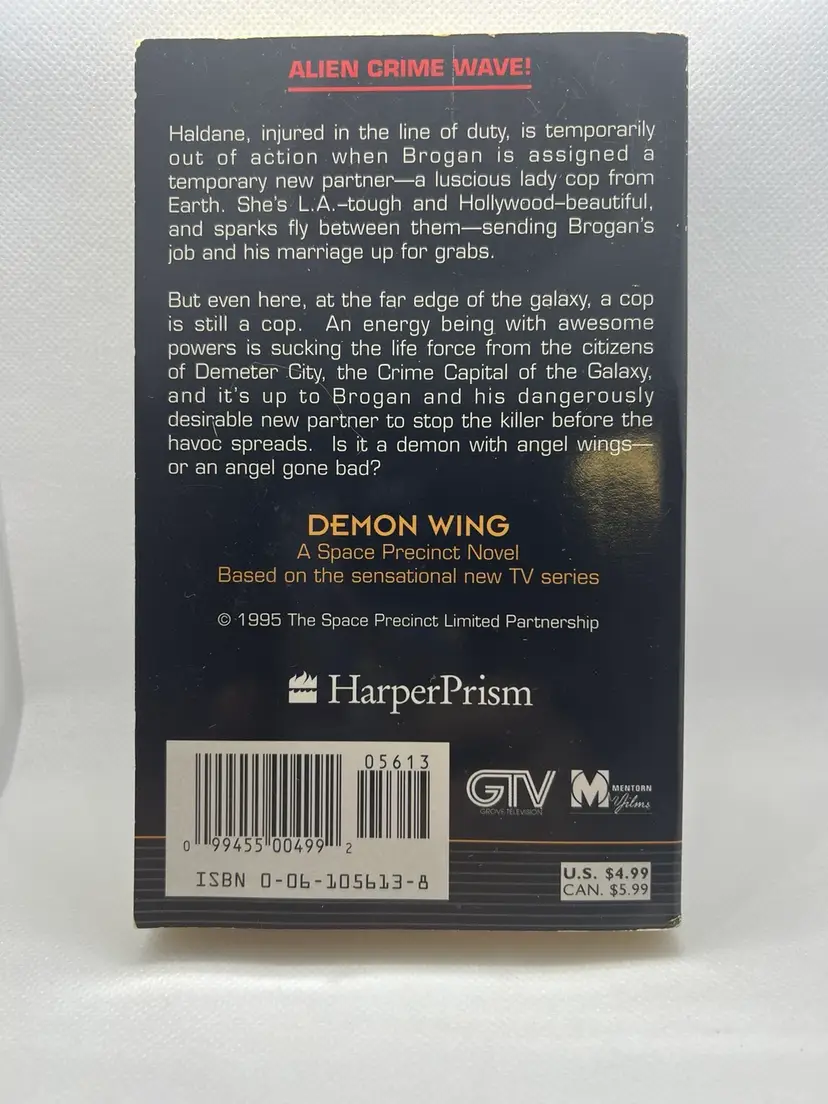 ALIEN CRIME WAVE!
Haldane, injured in the line of duty, is temporarily
out of action when Brogan is assigned a
temporary new partner—a luscious lady cop from
Earth. She's L.A.–tough and Hollywood–beautiful,
and sparks fly between them—sending Brogan's
job and his marriage up for grabs.
But even here, at the far edge of the galaxy, a cop
is still a cop. An energy being with awesome
powers is sucking the life force from the citizens
of Demeter City, the Crime Capital of the Galaxy,
and it's up to Brogan and his dangerously
desirable new partner to stop the killer before the
havoc spreads. Is it a demon with angel wings—
or an angel gone bad?
DEMON WING
A Space Precinct Novel
Based on the sensational new TV series
© 1995 The Space Precinct Limited Partnership
HarperPrism
05613
0 99455 00499 2
ISBN 0-06-105613-8
GTV
GROVE TELEVISION
M MENTORN
Films
U.S. $4.99
CAN. $5.99